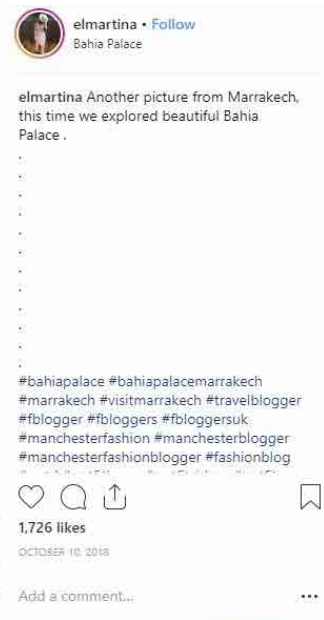 elmartina • Follow
Bahia Palace
elmartina Another picture from Marrakech,
this time we explored beautiful Bahia
Palace .
.
.
.
.
.
.
.
.
.
.
.
.
#bahiapalace #bahiapalacemarrakech
#marrakech #visitmarrakech #travelblogger
#fblogger #fbloggers #fbloggersuk
#manchesterfashion #manchesterblogger
#manchesterfashionblogger #fashionblog
1,726 likes
OCTOBER 10, 2018
Add a comment...